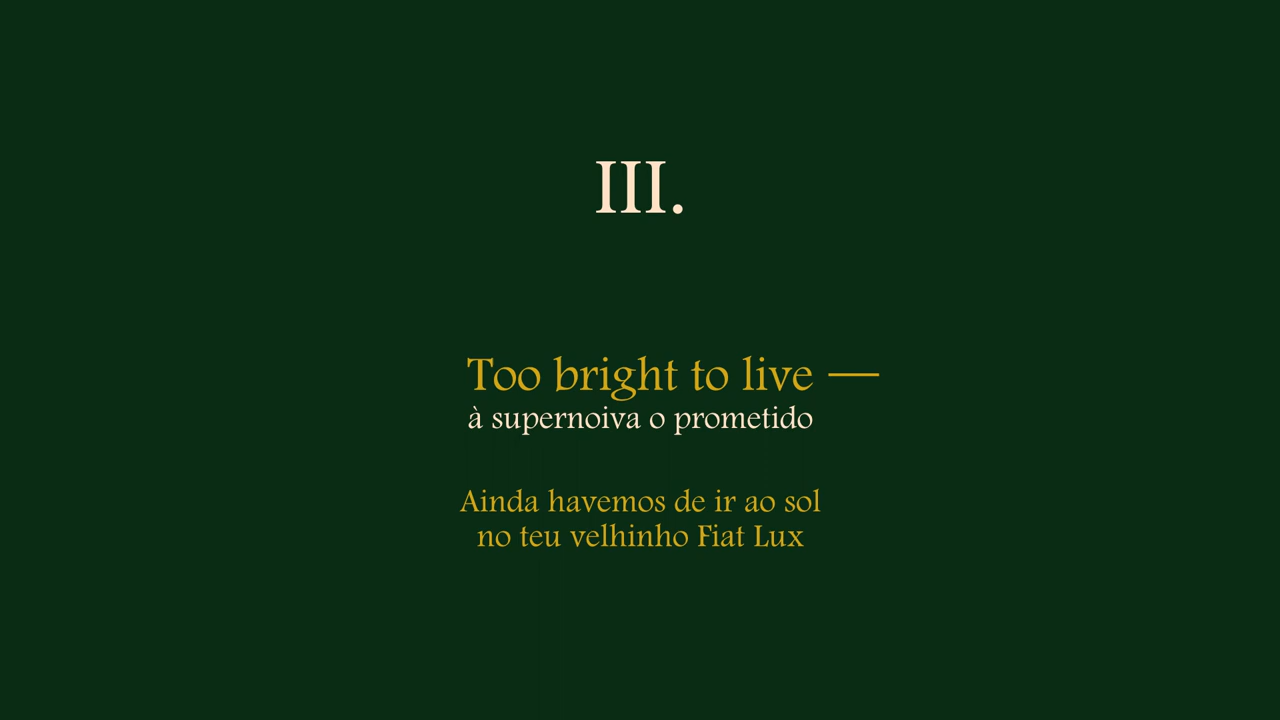 III.
Too bright to live —
à supernoiva o prometido
Ainda havemos de ir ao sol
no teu velhinho Fiat Lux